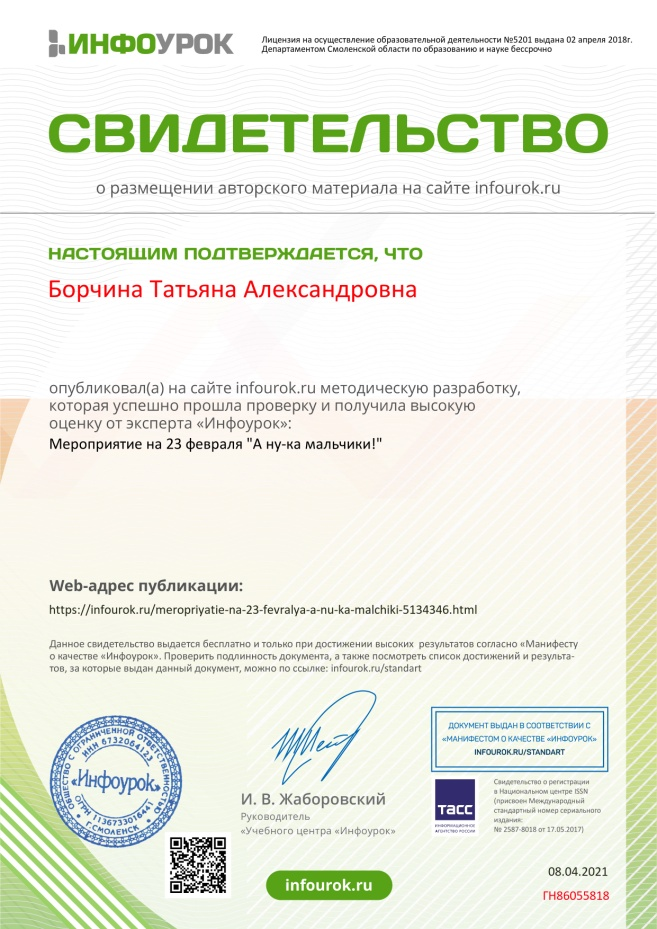 ИНФОУРОК
Лицензия на осуществление образовательной деятельности №5201 выдана 02 апреля 2018г.
Департаментом Смоленской области по образованию и науке бессрочно
СВИДЕТЕЛЬСТВО
о размещении авторского материала на сайте infourok.ru
НАСТОЯЩИМ ПОДТВЕРЖДАЕТСЯ, ЧТО
Борчина Татьяна Александровна
опубликовал(а) на сайте infourok.ru методическую разработку,
которая успешно прошла проверку и получила высокую
оценку от эксперта «Инфоурок»:
Мероприятие на 23 февраля "А ну-ка мальчики!"
Web-адрес публикации:
https://infourok.ru/meropriyatie-na-23-fevralya-a-nu-ka-malchiki-5134346.html
Данное свидетельство выдается бесплатно и только при достижении высоких результатов согласно «Манифесту
о качестве «Инфоурок». Проверить подлинность документа, а также посмотреть список достижений и результа-
тов, за которые выдан данный документ, можно по ссылке: infourok.ru/standart
ОБЩЕСТВО С ОГРАНИЧЕННОЙ ОТВЕТСТВЕННОСТЬЮ
ИНН 6732064123
«Инфоурок»
ОГРН 1136733016441
Г.СМОЛЕНСК
И. В. Жаборовский
Руководитель
«Учебного центра «Инфоурок»
ДОКУМЕНТ ВЫДАН В СООТВЕТСТВИИ С
«МАНИФЕСТОМ О КАЧЕСТВЕ «ИНФОУРОК»
INFOUROK.RU/STANDART
ТАСС
ИНФОРМАЦИОННОЕ
АГЕНТСТВО РОССИИ
Свидетельство о регистрации
в Национальном центре ISSN
(присвоен Международный
стандартный номер сериального
издания:
№ 2587-8018 от 17.05.2017)
infourok.ru
08.04.2021
ГН86055818